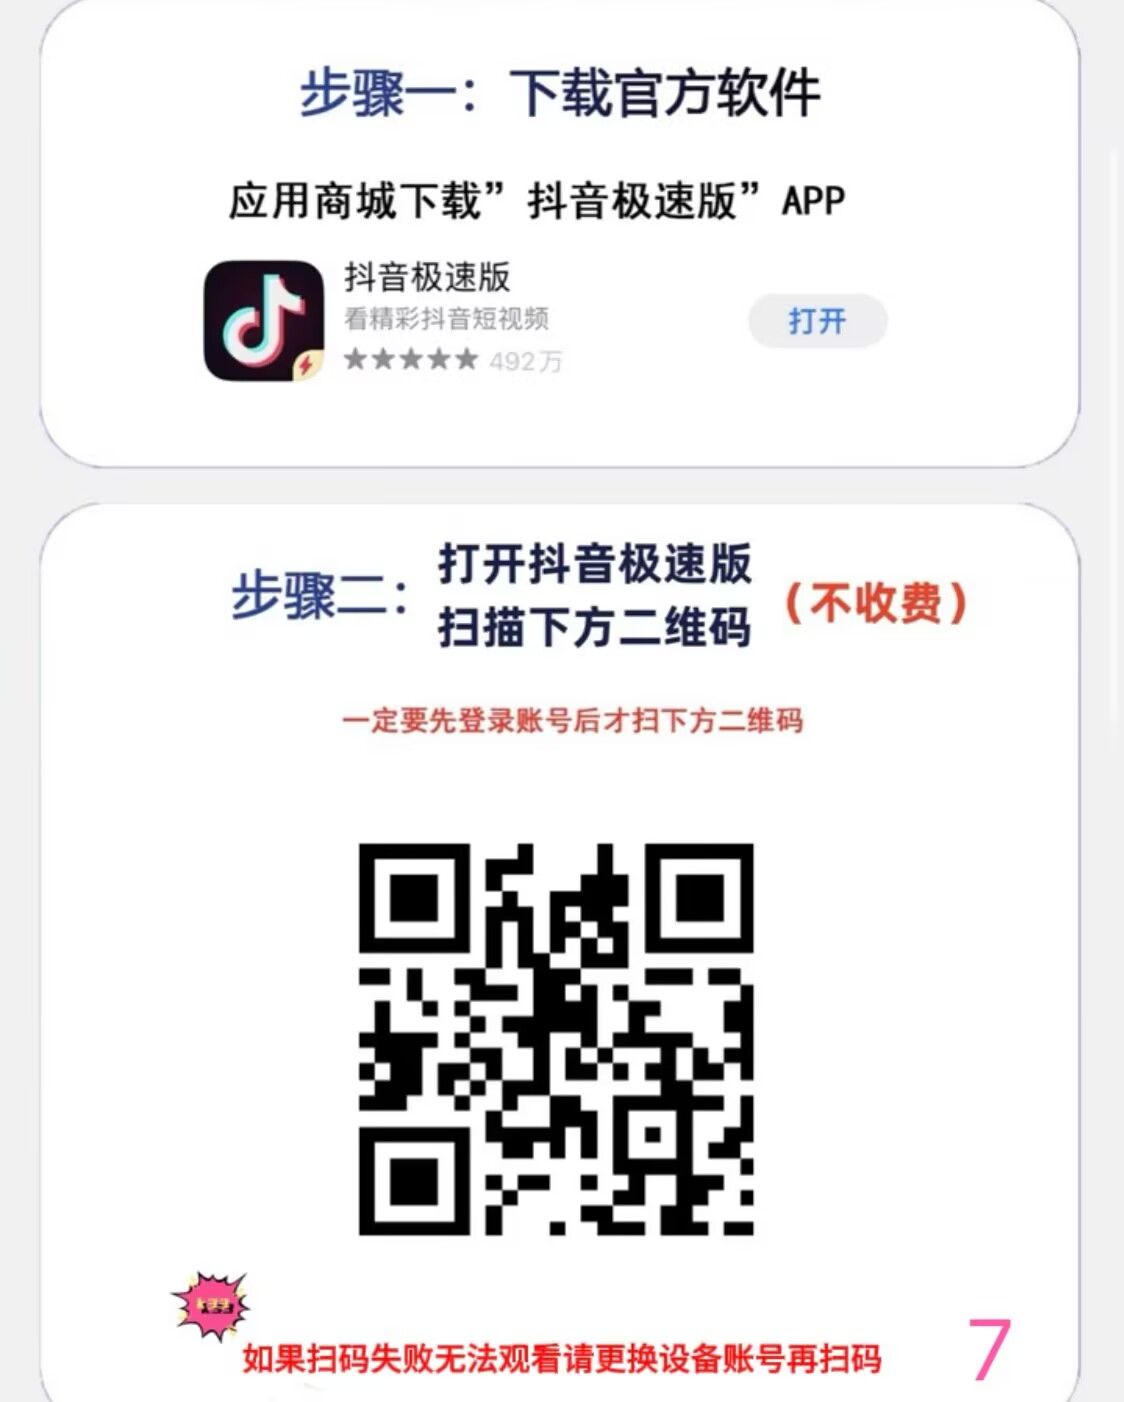 步骤一：下载官方软件
应用商城下载”抖音极速版”APP
抖音极速版
看精彩抖音短视频
★★★★★ 492万
打开
步骤二：打开抖音极速版
扫描下方二维码
（不收费）
一定要先登录账号后才扫下方二维码
如果扫码失败无法观看请更换设备账号再扫码
7